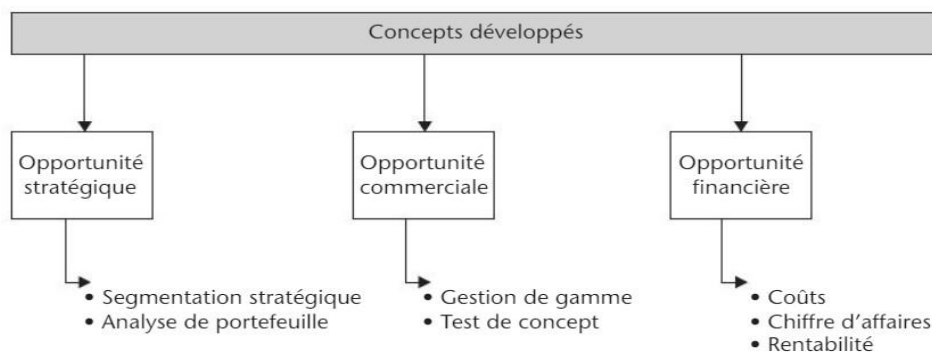 Concepts développés
Opportunité
stratégique
Opportunité
commerciale
Opportunité
financière
• Segmentation stratégique
• Analyse de portefeuille
• Gestion de gamme
• Test de concept
• Coûts
• Chiffre d'affaires
• Rentabilité